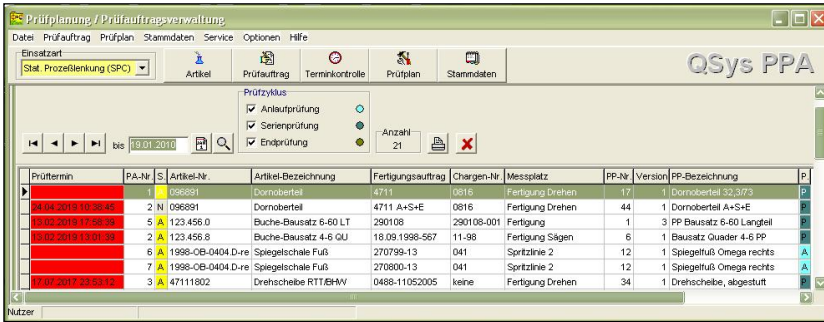 Prüfplanung / Prüfauftragsverwaltung
Datei Prüfauftrag Prüfplan Stammdaten Service Optionen Hilfe
Einsatzart
Stat. Prozeßlenkung (SPC)
Artikel Prüfauftrag Terminkontrolle Prüfplan Stammdaten
QSys PPA
Prüfzyklus
Anlaufprüfung
Serienprüfung
Endprüfung
Anzahl
21
bis 19.01.2010
Prüftermin PA-Nr. S. Artikel-Nr. Artikel-Bezeichnung Fertigungsauftrag Chargen-Nr. Messplatz PP-Nr. Version PP-Bezeichnung P.
1 A 096891 Dornoberteil 4711 0816 Fertigung Drehen 17 1 Dornoberteil 32,3/73 P
24.04.2019 10:38:45 2 N 096891 Dornoberteil 4711 A+S+E 0816 Fertigung Drehen 44 1 Dornoberteil A+S+E P
13.02.2019 17:58:39 5 A 123.456.0 Buche-Bausatz 6-60 LT 290108 290108-001 Fertigung 1 3 PP Bausatz 6-60 Langteil P
13.02.2019 13:01:39 2 A 123.456.8 Buche-Bausatz 4-6 QU 18.09.1998-567 11-98 Fertigung Sägen 6 1 Bausatz Quader 4-6 PP P
6 A 1998-OB-0404.D-re Spiegelschale Fuß 270799-13 041 Spritzlinie 2 12 1 Spiegelfuß Omega rechts A
7 A 1998-OB-0404.D-re Spiegelschale Fuß 270800-13 041 Spritzlinie 2 12 1 Spiegelfuß Omega rechts A
17.07.2017 23:53:12 3 A 47111802 Drehscheibe RTT/BHW 0488-11052005 keine Fertigung Drehen 34 1 Drehscheibe, abgestuft P
Nutzer